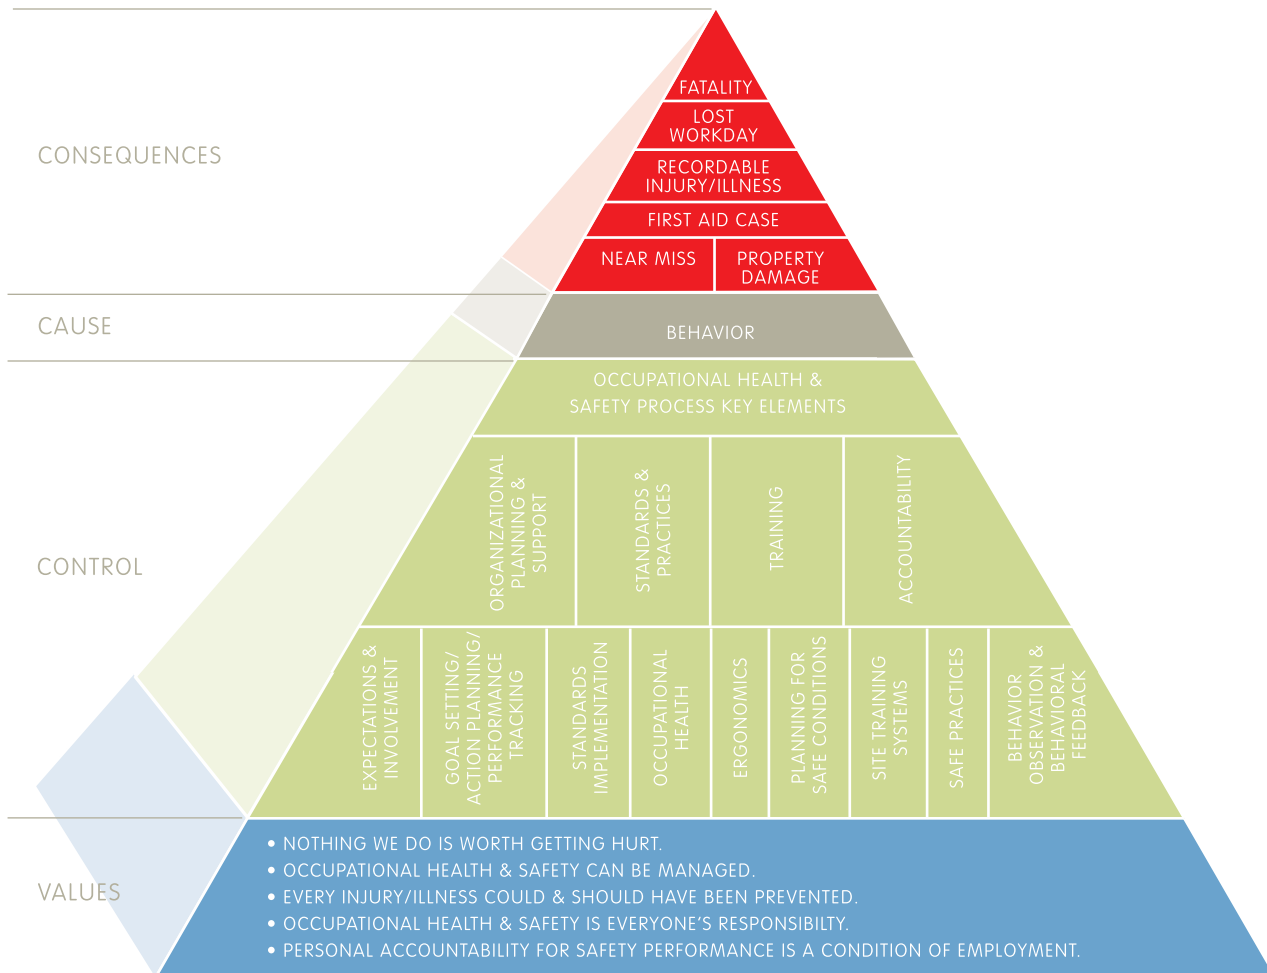 CONSEQUENCES
FATALITY
LOST
WORKDAY
RECORDABLE
INJURY/ILLNESS
FIRST AID CASE
NEAR MISS
PROPERTY
DAMAGE
CAUSE
BEHAVIOR
CONTROL
OCCUPATIONAL HEALTH &
SAFETY PROCESS KEY ELEMENTS
ORGANIZATIONAL
PLANNING &
SUPPORT
STANDARDS &
PRACTICES
TRAINING
ACCOUNTABILITY
EXPECTATIONS &
INVOLVEMENT
GOAL SETTING/
ACTION PLANNING/
PERFORMANCE
TRACKING
STANDARDS
IMPLEMENTATION
OCCUPATIONAL
HEALTH
ERGONOMICS
PLANNING FOR
SAFE CONDITIONS
SITE TRAINING
SYSTEMS
SAFE PRACTICES
BEHAVIOR
OBSERVATION &
BEHAVIORAL
FEEDBACK
VALUES
• NOTHING WE DO IS WORTH GETTING HURT.
• OCCUPATIONAL HEALTH & SAFETY CAN BE MANAGED.
• EVERY INJURY/ILLNESS COULD & SHOULD HAVE BEEN PREVENTED.
• OCCUPATIONAL HEALTH & SAFETY IS EVERYONE'S RESPONSIBILTY.
• PERSONAL ACCOUNTABILITY FOR SAFETY PERFORMANCE IS A CONDITION OF EMPLOYMENT.